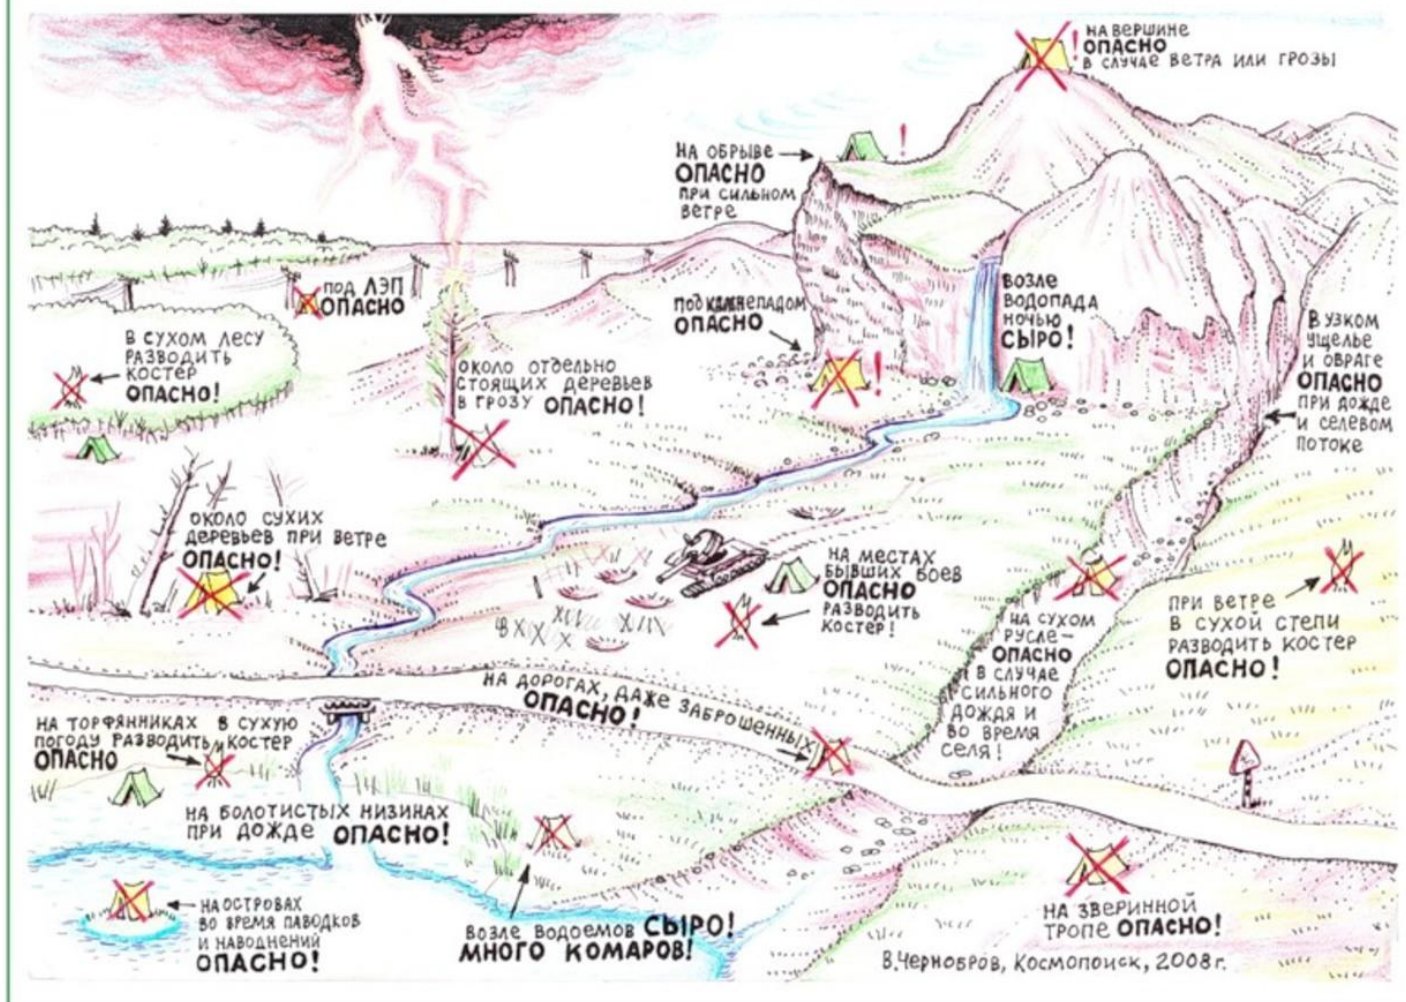 НА ВЕРШИНЕ
ОПАСНО
В СЛУЧАЕ ВЕТРА ИЛИ ГРОЗЫ
!
НА ОБРЫВЕ
ОПАСНО
ПРИ СИЛЬНОМ
ВЕТРЕ
!
ПОД ЛЭП
ОПАСНО
В СУХОМ ЛЕСУ
РАЗВОДИТЬ
КОСТЕР
ОПАСНО!
ОКОЛО ОТДЕЛЬНО
СТОЯЩИХ ДЕРЕВЬЕВ
В ГРОЗУ ОПАСНО!
ПОД КАМНЕПАДОМ
ОПАСНО
!
ВОЗЛЕ
ВОДОПАДА
НОЧЬЮ
СЫРО!
В УЗКОМ
УЩЕЛЬЕ
И ОВРАГЕ
ОПАСНО
ПРИ ДОЖДЕ
И СЕЛЕВОМ
ПОТОКЕ
ОКОЛО СУХИХ
ДЕРЕВЬЕВ ПРИ ВЕТРЕ
ОПАСНО!
НА МЕСТАХ
БЫВШИХ БОЕВ
ОПАСНО
РАЗВОДИТЬ
КОСТЕР!
НА СУХОМ
РУСЛЕ-
ОПАСНО
В СЛУЧАЕ
СИЛЬНОГО
ДОЖДЯ И
ВО ВРЕМЯ
СЕЛЯ!
ПРИ ВЕТРЕ
В СУХОЙ СТЕПИ
РАЗВОДИТЬ КОСТЕР
ОПАСНО!
НА ДОРОГАХ, ДАЖЕ ЗАБРОШЕННЫХ
ОПАСНО!
НА ТОРФЯННИКАХ В СУХУЮ
ПОГОДУ РАЗВОДИТЬ КОСТЕР
ОПАСНО
НА БОЛОТИСТЫХ НИЗИНАХ
ПРИ ДОЖДЕ ОПАСНО!
НА ОСТРОВАХ
ВО ВРЕМЯ ПАВОДКОВ
И НАВОДНЕНИЙ
ОПАСНО!
ВОЗЛЕ ВОДОЕМОВ СЫРО!
МНОГО КОМАРОВ!
НА ЗВЕРИННОЙ
ТРОПЕ ОПАСНО!
В.ЧЕРНОБРОВ, КОСМОПОИСК, 2008г.